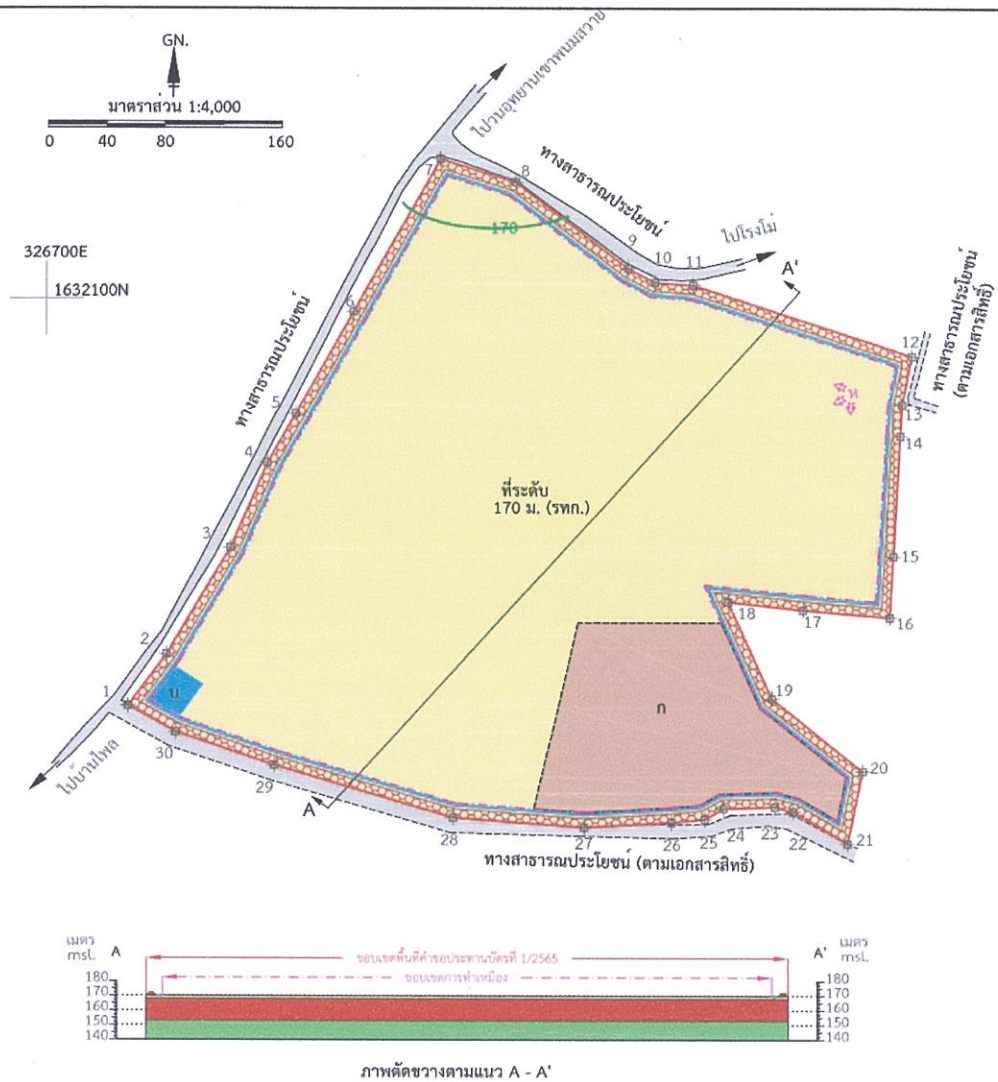 GN.
มาตราส่วน 1:4,000
0 40 80 160
ไปวนอุทยานเขาพนมสวาย
ทางสาธารณประโยชน์
ไปโรงโม่
326700E
1632100N
170
7
8
9
10
11
A'
12
13
14
ทางสาธารณประโยชน์
(ตามเอกสารสิทธิ์)
ทางสาธารณประโยชน์
6
5
4
3
2
1
ห
ที่ระดับ
170 ม. (รทก.)
15
16
17
18
19
20
21
22
23
24
25
26
27
28
29
30
น
ก
A
ไปบ้านไพล
ทางสาธารณประโยชน์ (ตามเอกสารสิทธิ์)
เมตร
msl.
A
A'
เมตร
msl.
ขอบเขตพื้นที่คำขอประทานบัตรที่ 1/2565
ขอบเขตการทำเหมือง
180
170
160
150
140
180
170
160
150
140
ภาพตัดขวางตามแนว A - A'